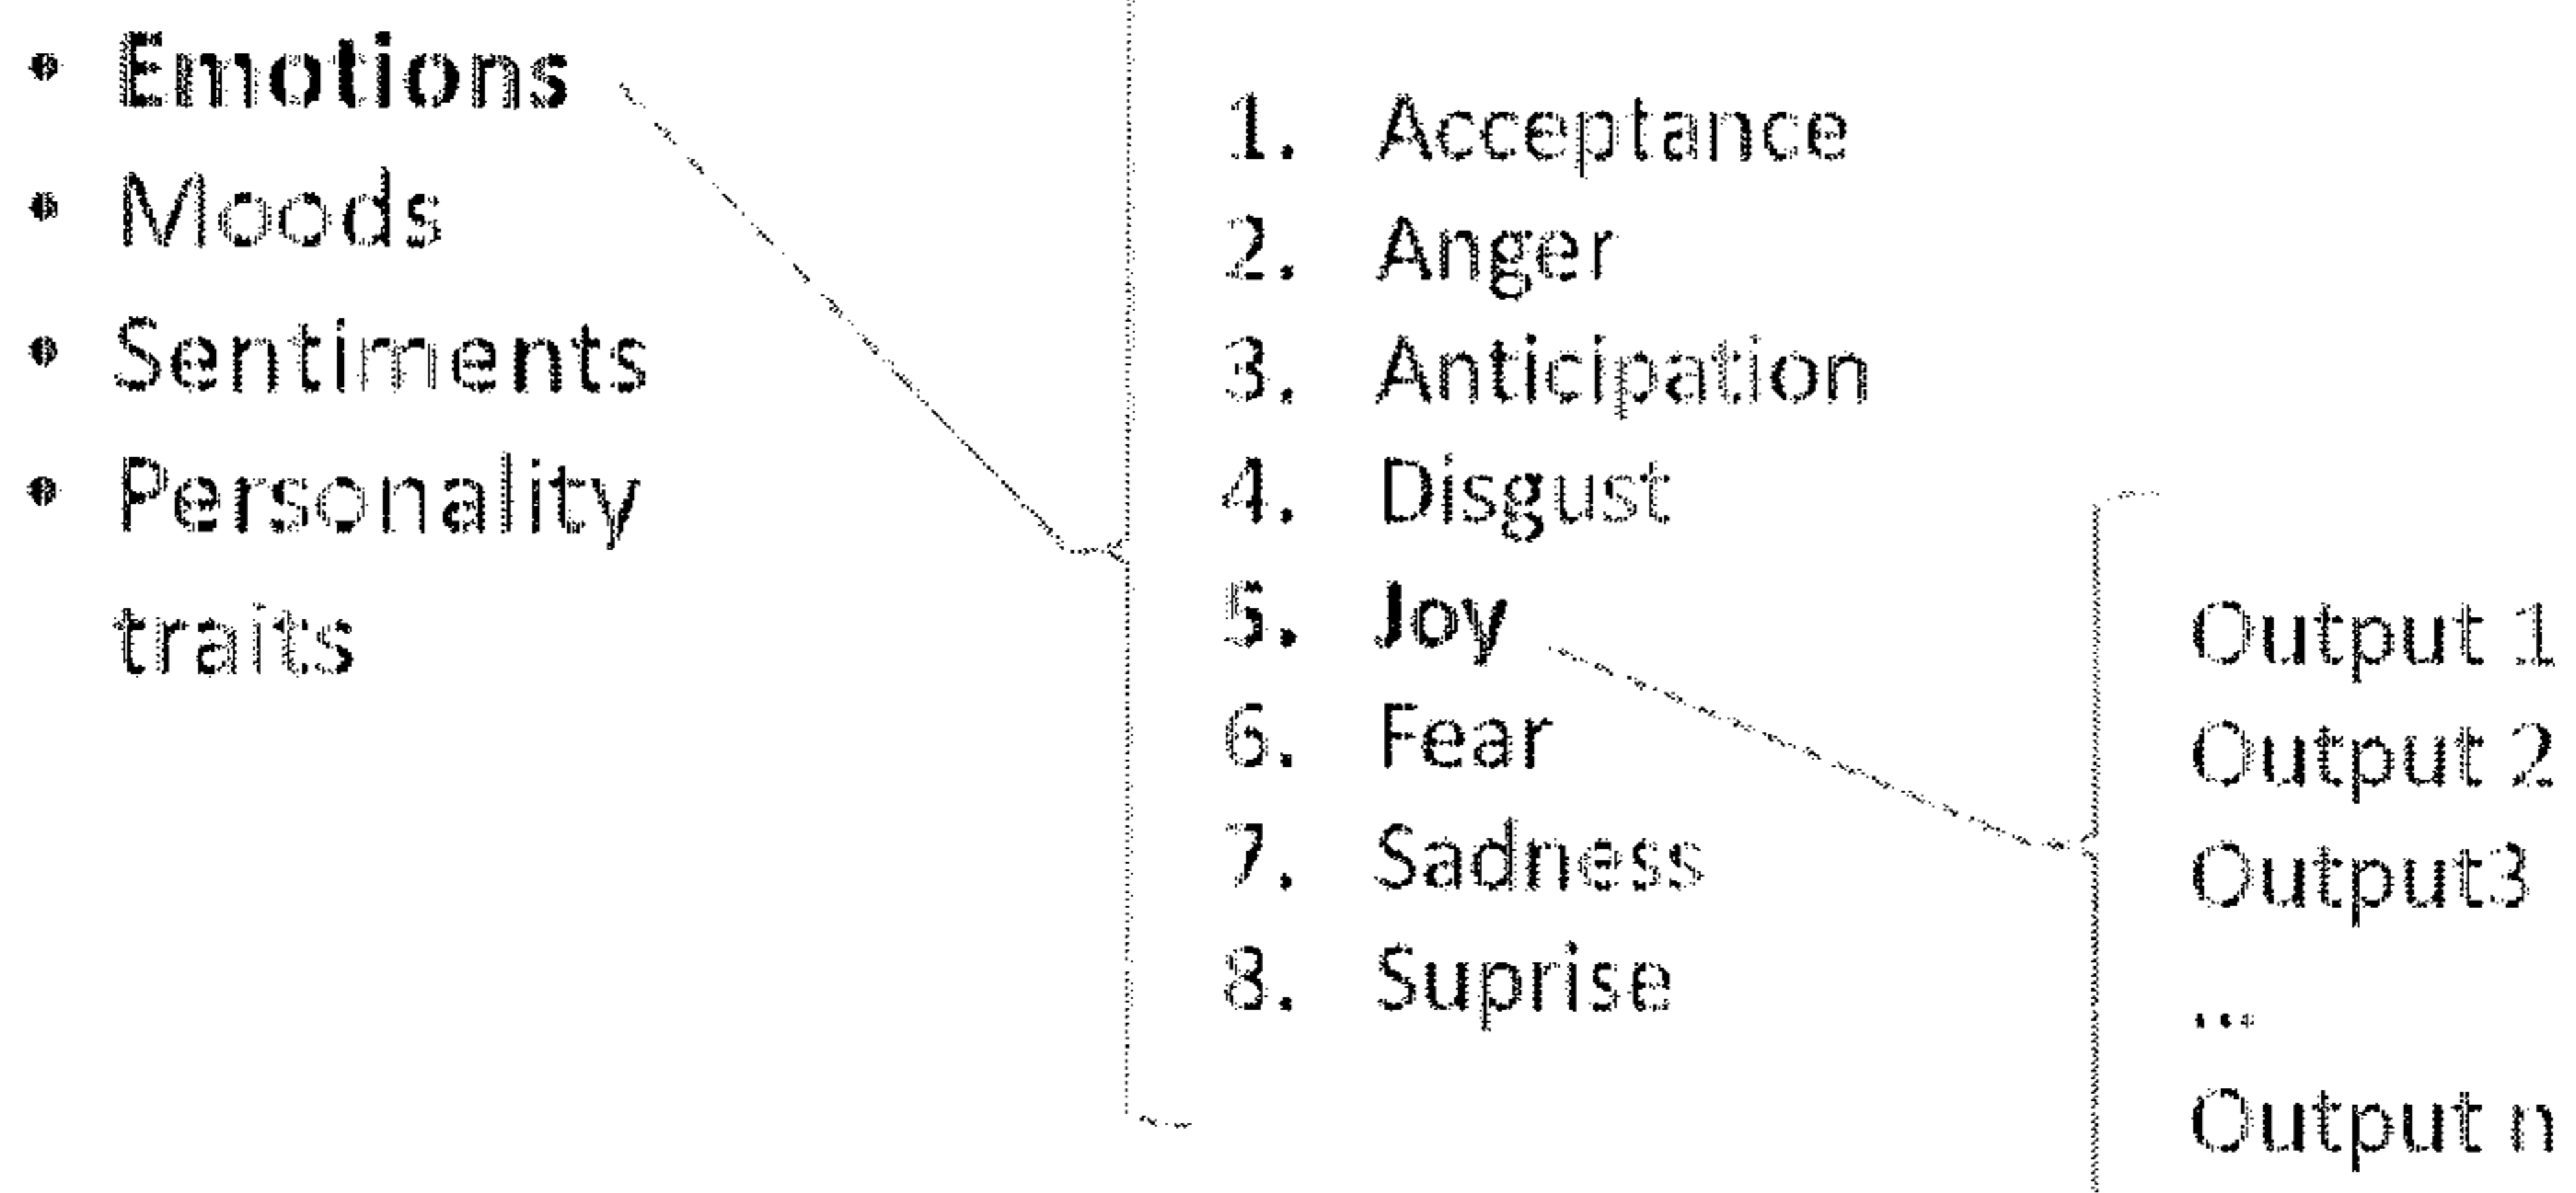 • Emotions
• Moods
• Sentiments
• Personality
traits
1. Acceptance
2. Anger
3. Anticipation
4. Disgust
5. Joy
6. Fear
7. Sadness
8. Suprise
Output 1
Output 2
Output3
...
Output n